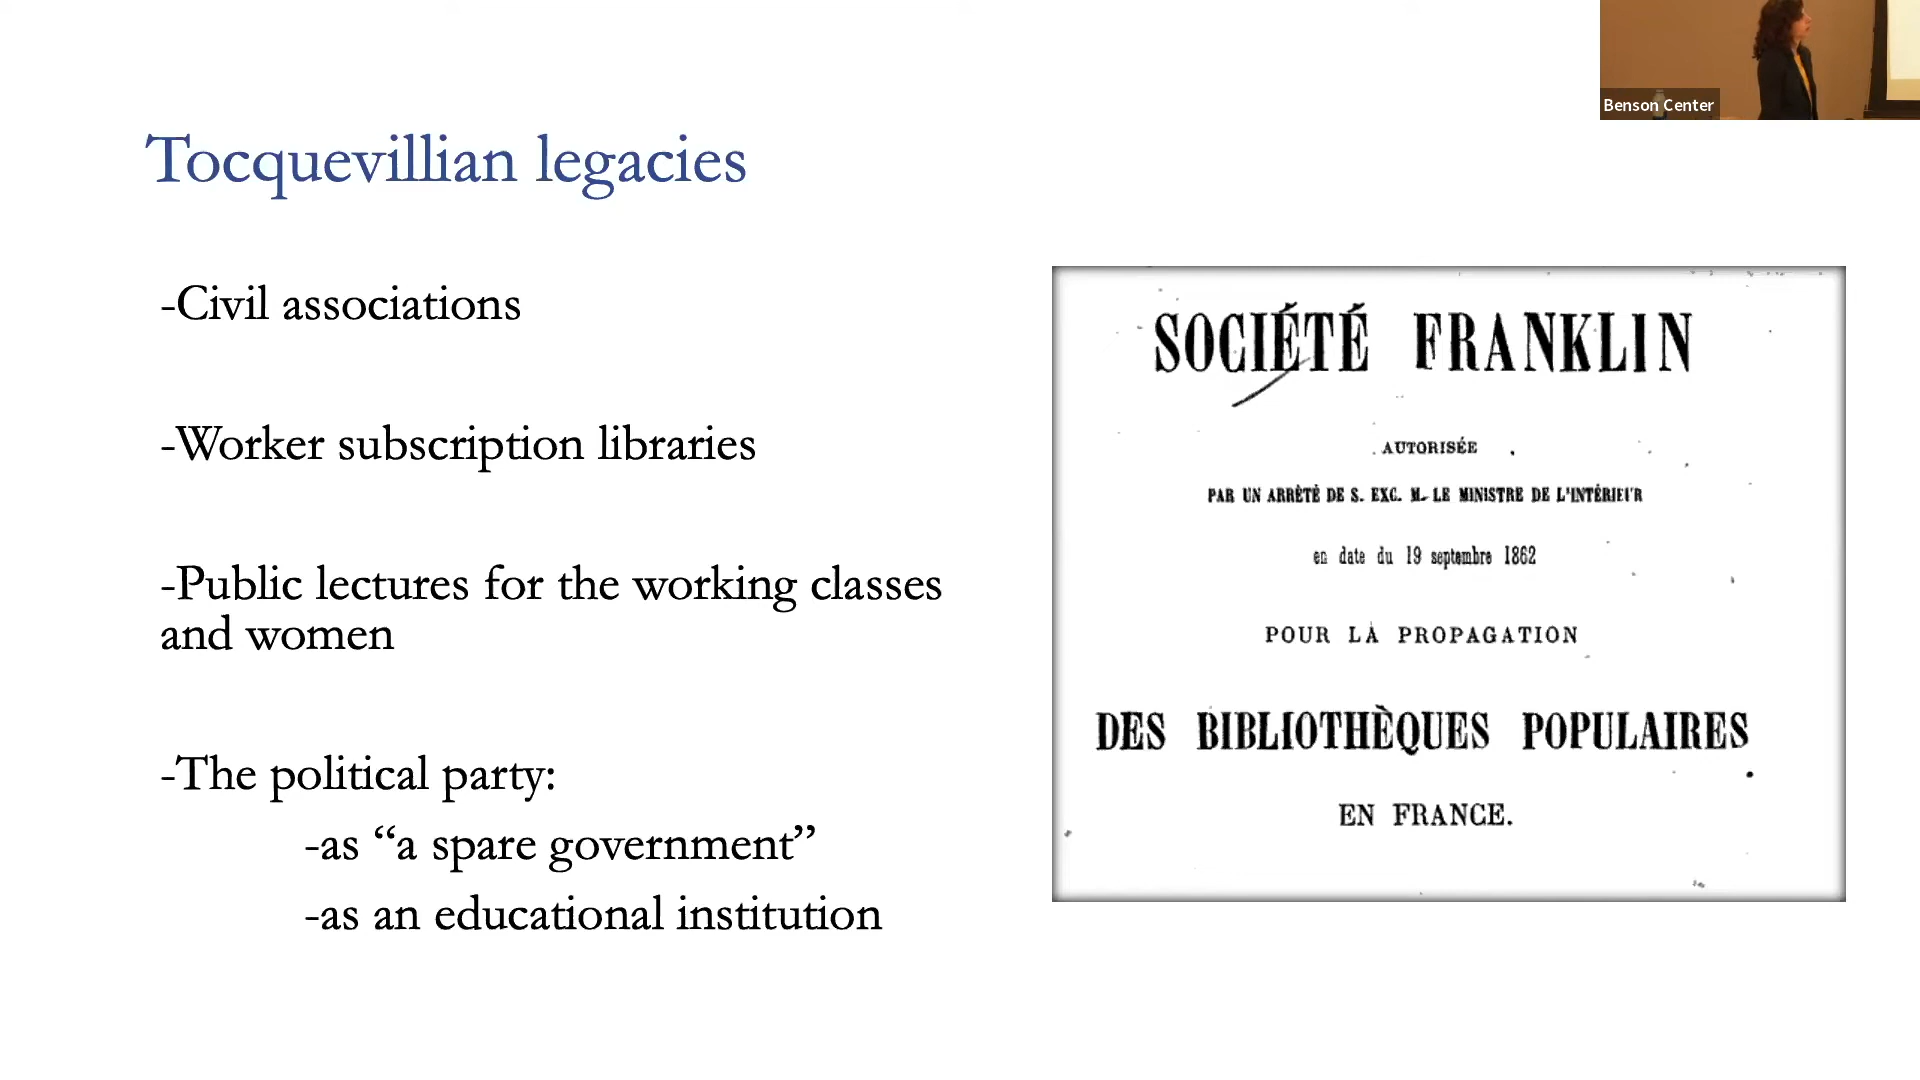 Benson Center
Tocquevillian legacies
-Civil associations
-Worker subscription libraries
-Public lectures for the working classes
and women
-The political party:
-as “a spare government”
-as an educational institution
SOCIÉTÉ FRANKLIN
AUTORISÉE
PAR UN ARRÈTÉ DE S. EXC. M. LE MINISTRE DE L'INTÉRIEUR
en date du 19 septembre 1862
POUR LA PROPAGATION
DES BIBLIOTHÈQUES POPULAIRES
EN FRANCE.